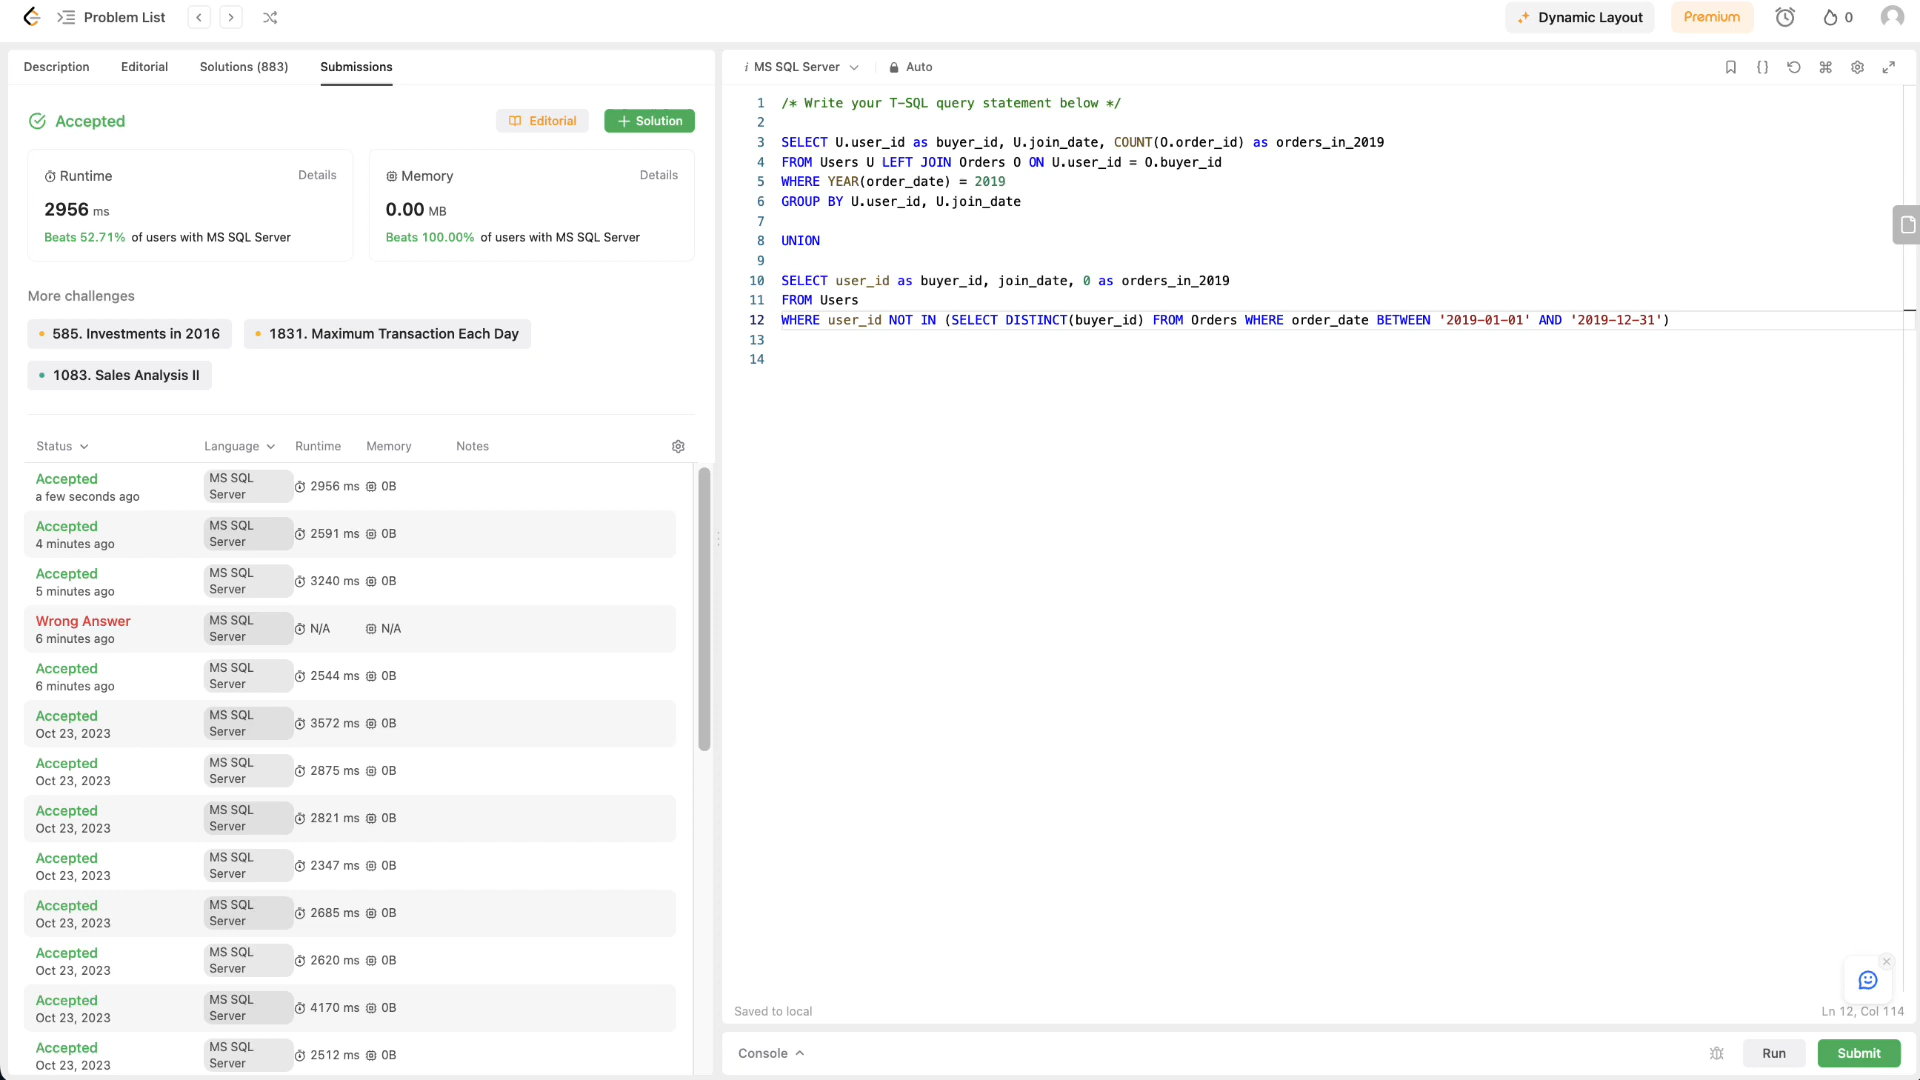 Problem List
Dynamic Layout
Premium
0
Description
Editorial
Solutions (883)
Submissions
Accepted
Editorial
Solution
Runtime
Details
2956 ms
Beats 52.71% of users with MS SQL Server
Memory
Details
0.00 MB
Beats 100.00% of users with MS SQL Server
More challenges
585. Investments in 2016
1831. Maximum Transaction Each Day
1083. Sales Analysis II
Status Language Runtime Memory Notes
Accepted
a few seconds ago
MS SQL
Server
2956 ms 0B
Accepted
4 minutes ago
MS SQL
Server
2591 ms 0B
Accepted
5 minutes ago
MS SQL
Server
3240 ms 0B
Wrong Answer
6 minutes ago
MS SQL
Server
N/A N/A
Accepted
6 minutes ago
MS SQL
Server
2544 ms 0B
Accepted
Oct 23, 2023
MS SQL
Server
3572 ms 0B
Accepted
Oct 23, 2023
MS SQL
Server
2875 ms 0B
Accepted
Oct 23, 2023
MS SQL
Server
2821 ms 0B
Accepted
Oct 23, 2023
MS SQL
Server
2347 ms 0B
Accepted
Oct 23, 2023
MS SQL
Server
2685 ms 0B
Accepted
Oct 23, 2023
MS SQL
Server
2620 ms 0B
Accepted
Oct 23, 2023
MS SQL
Server
4170 ms 0B
Accepted
Oct 23, 2023
MS SQL
Server
2512 ms 0B
i MS SQL Server
Auto
1 /* Write your T-SQL query statement below */
2
3 SELECT U.user_id as buyer_id, U.join_date, COUNT(O.order_id) as orders_in_2019
4 FROM Users U LEFT JOIN Orders O ON U.user_id = O.buyer_id
5 WHERE YEAR(order_date) = 2019
6 GROUP BY U.user_id, U.join_date
7
8 UNION
9
10 SELECT user_id as buyer_id, join_date, 0 as orders_in_2019
11 FROM Users
12 WHERE user_id NOT IN (SELECT DISTINCT(buyer_id) FROM Orders WHERE order_date BETWEEN '2019-01-01' AND '2019-12-31')
13
14
Saved to local
Ln 12, Col 114
Console
Run
Submit